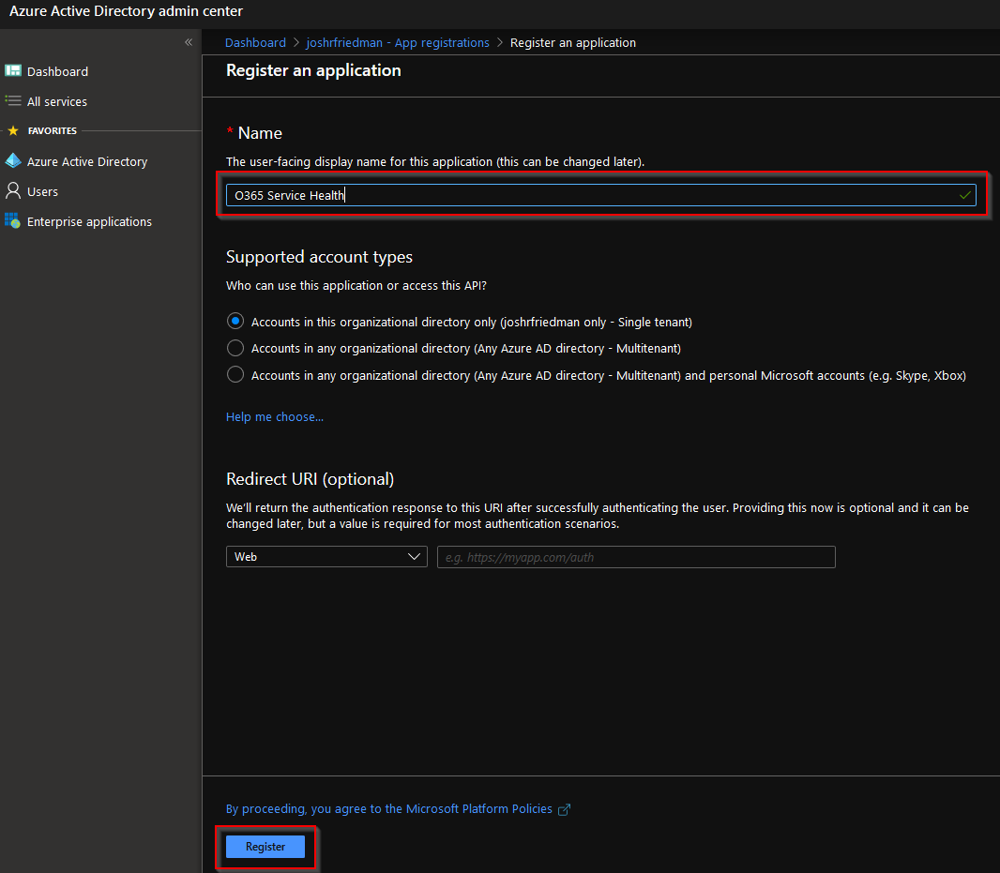 Azure Active Directory admin center
«
Dashboard
All services
FAVORITES
Azure Active Directory
Users
Enterprise applications
Dashboard > joshrfriedman - App registrations > Register an application
Register an application
* Name
The user-facing display name for this application (this can be changed later).
O365 Service Health
Supported account types
Who can use this application or access this API?
Accounts in this organizational directory only (joshrfriedman only - Single tenant)
Accounts in any organizational directory (Any Azure AD directory - Multitenant)
Accounts in any organizational directory (Any Azure AD directory - Multitenant) and personal Microsoft accounts (e.g. Skype, Xbox)
Help me choose...
Redirect URI (optional)
We'll return the authentication response to this URI after successfully authenticating the user. Providing this now is optional and it can be
changed later, but a value is required for most authentication scenarios.
Web
e.g. https://myapp.com/auth
By proceeding, you agree to the Microsoft Platform Policies
Register